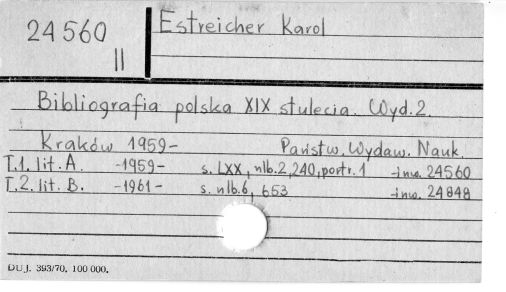 24 560
II
Estreicher Karol
Bibliografia polska XIX stulecia. Wyd. 2.
Kraków 1959- Państw. Wydaw. Nauk.
T.1. lit. A. -1959- s. LXX, nlb. 2, 240, portr. 1 -inw. 24560
T.2. lit. B. -1961- s. nlb. 6, 653 -inw. 24848
DUJ. 393/70. 100 000.